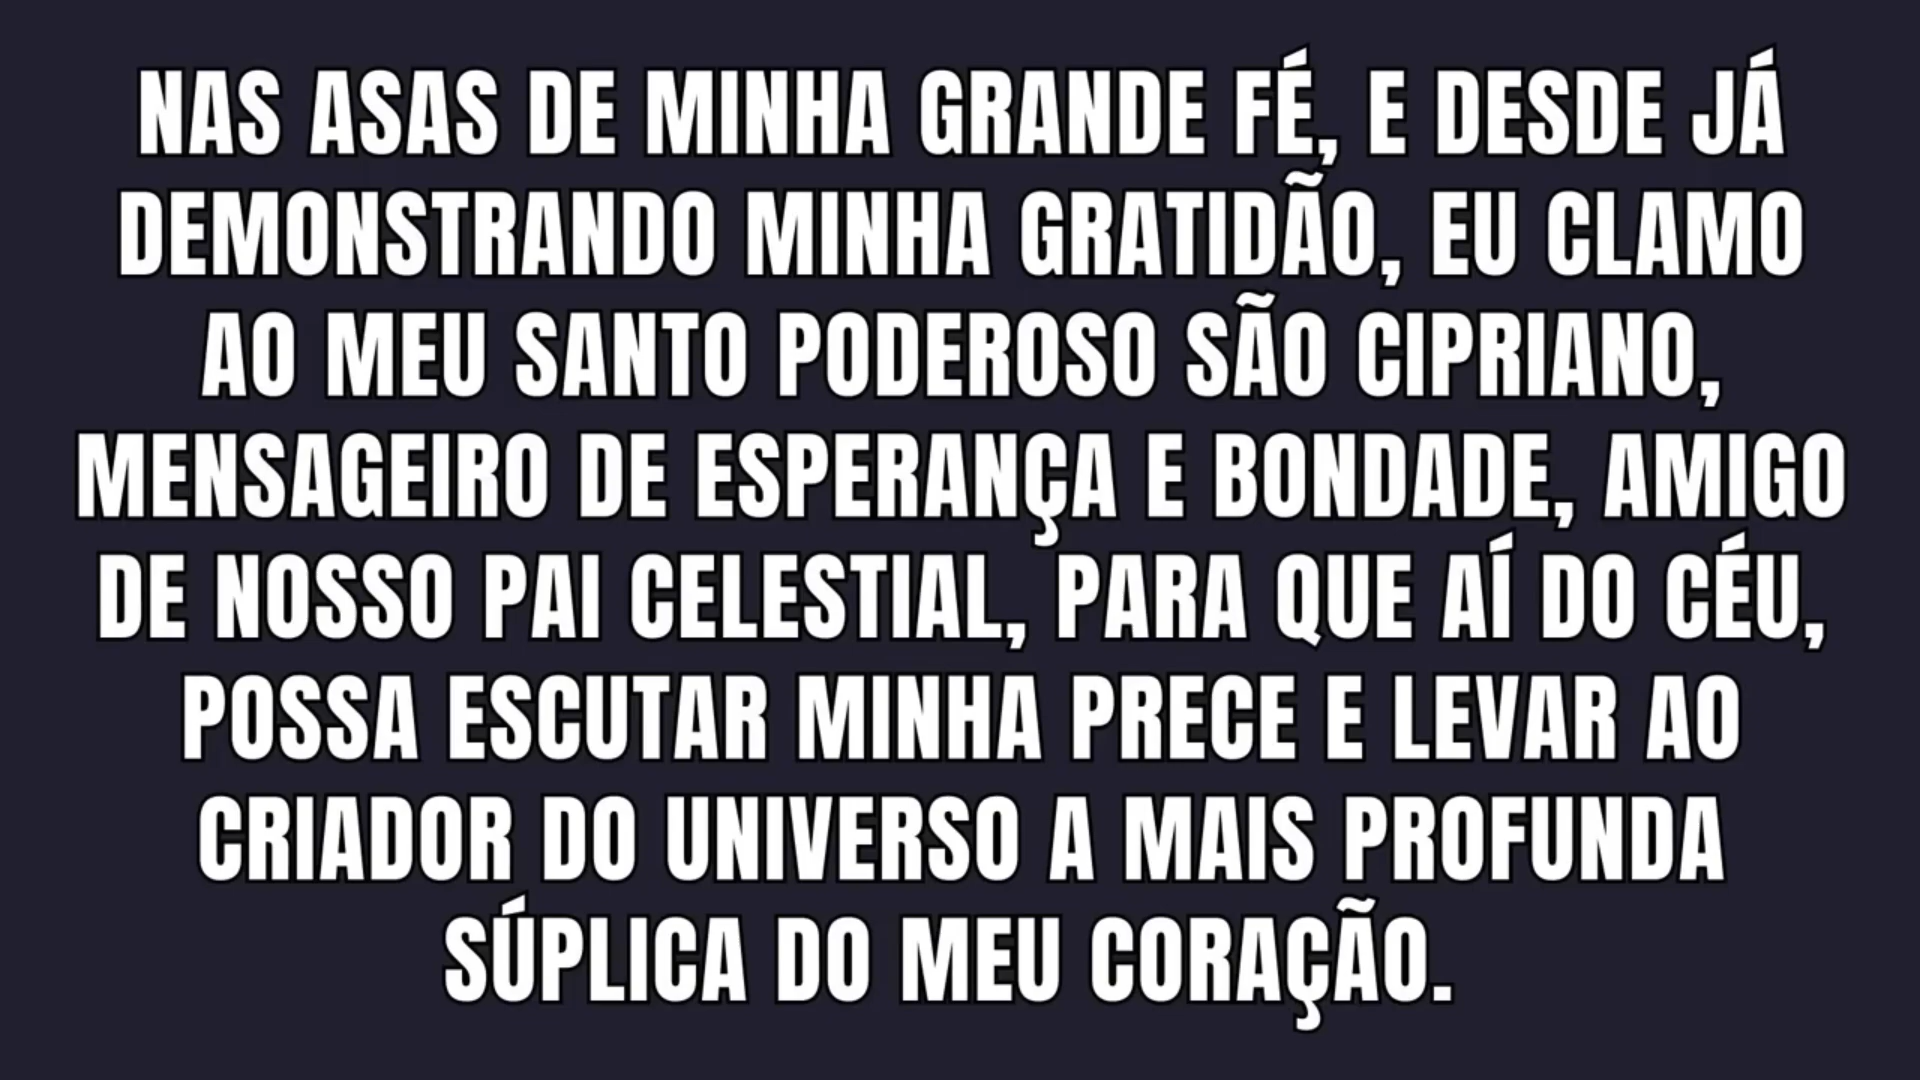 NAS ASAS DE MINHA GRANDE FÉ, E DESDE JÁ
DEMONSTRANDO MINHA GRATIDÃO, EU CLAMO
AO MEU SANTO PODEROSO SÃO CIPRIANO,
MENSAGEIRO DE ESPERANÇA E BONDADE, AMIGO
DE NOSSO PAI CELESTIAL, PARA QUE AÍ DO CÉU,
POSSA ESCUTAR MINHA PRECE E LEVAR AO
CRIADOR DO UNIVERSO A MAIS PROFUNDA
SÚPLICA DO MEU CORAÇÃO.